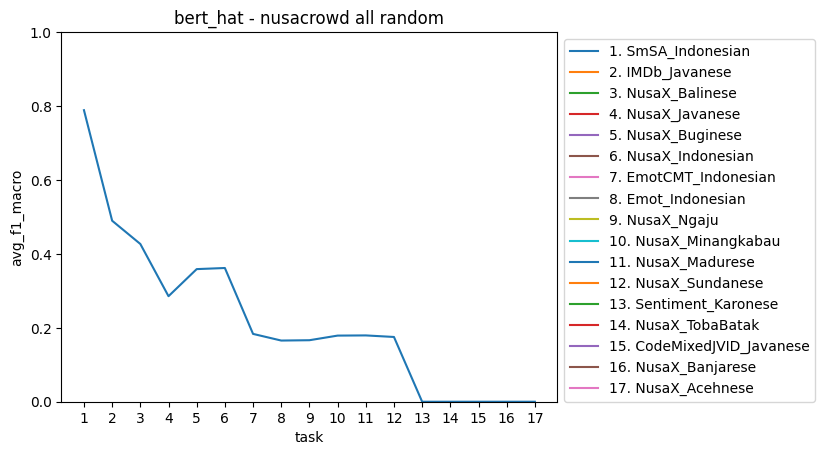 bert_hat - nusacrowd all random
1.0
0.8
0.6
0.4
0.2
0.0
avg_f1_macro
1 2 3 4 5 6 7 8 9 10 11 12 13 14 15 16 17
task
1. SmSA_Indonesian
2. IMDb_Javanese
3. NusaX_Balinese
4. NusaX_Javanese
5. NusaX_Buginese
6. NusaX_Indonesian
7. EmotCMT_Indonesian
8. Emot_Indonesian
9. NusaX_Ngaju
10. NusaX_Minangkabau
11. NusaX_Madurese
12. NusaX_Sundanese
13. Sentiment_Karonese
14. NusaX_TobaBatak
15. CodeMixedJVID_Javanese
16. NusaX_Banjarese
17. NusaX_Acehnese